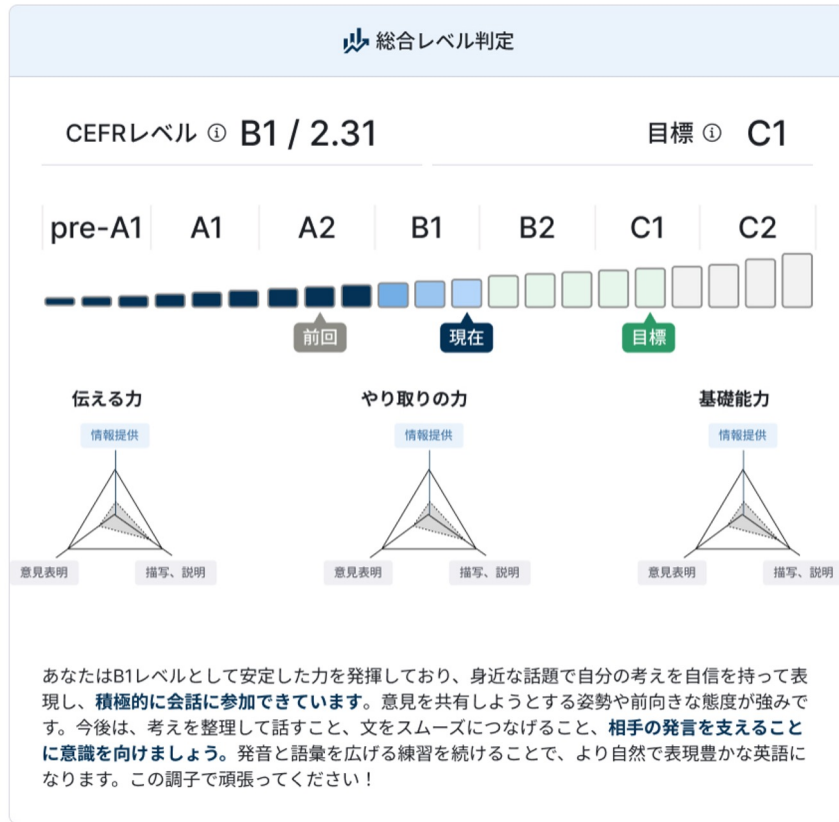 総合レベル判定
CEFRレベル ⓘ B1 / 2.31
目標 ⓘ C1
pre-A1 A1 A2 B1 B2 C1 C2
前回 現在 目標
伝える力 やり取りの力 基礎能力
情報提供 情報提供 情報提供
意見表明 描写、説明 意見表明 描写、説明 意見表明 描写、説明
あなたはB1レベルとして安定した力を発揮しており、身近な話題で自分の考えを自信を持って表
現し、積極的に会話に参加できています。意見を共有しようとする姿勢や前向きな態度が強みで
す。今後は、考えを整理して話すこと、文をスムーズにつなげること、相手の発言を支えること
に意識を向けましょう。発音と語彙を広げる練習を続けることで、より自然で表現豊かな英語に
なります。この調子で頑張ってください！